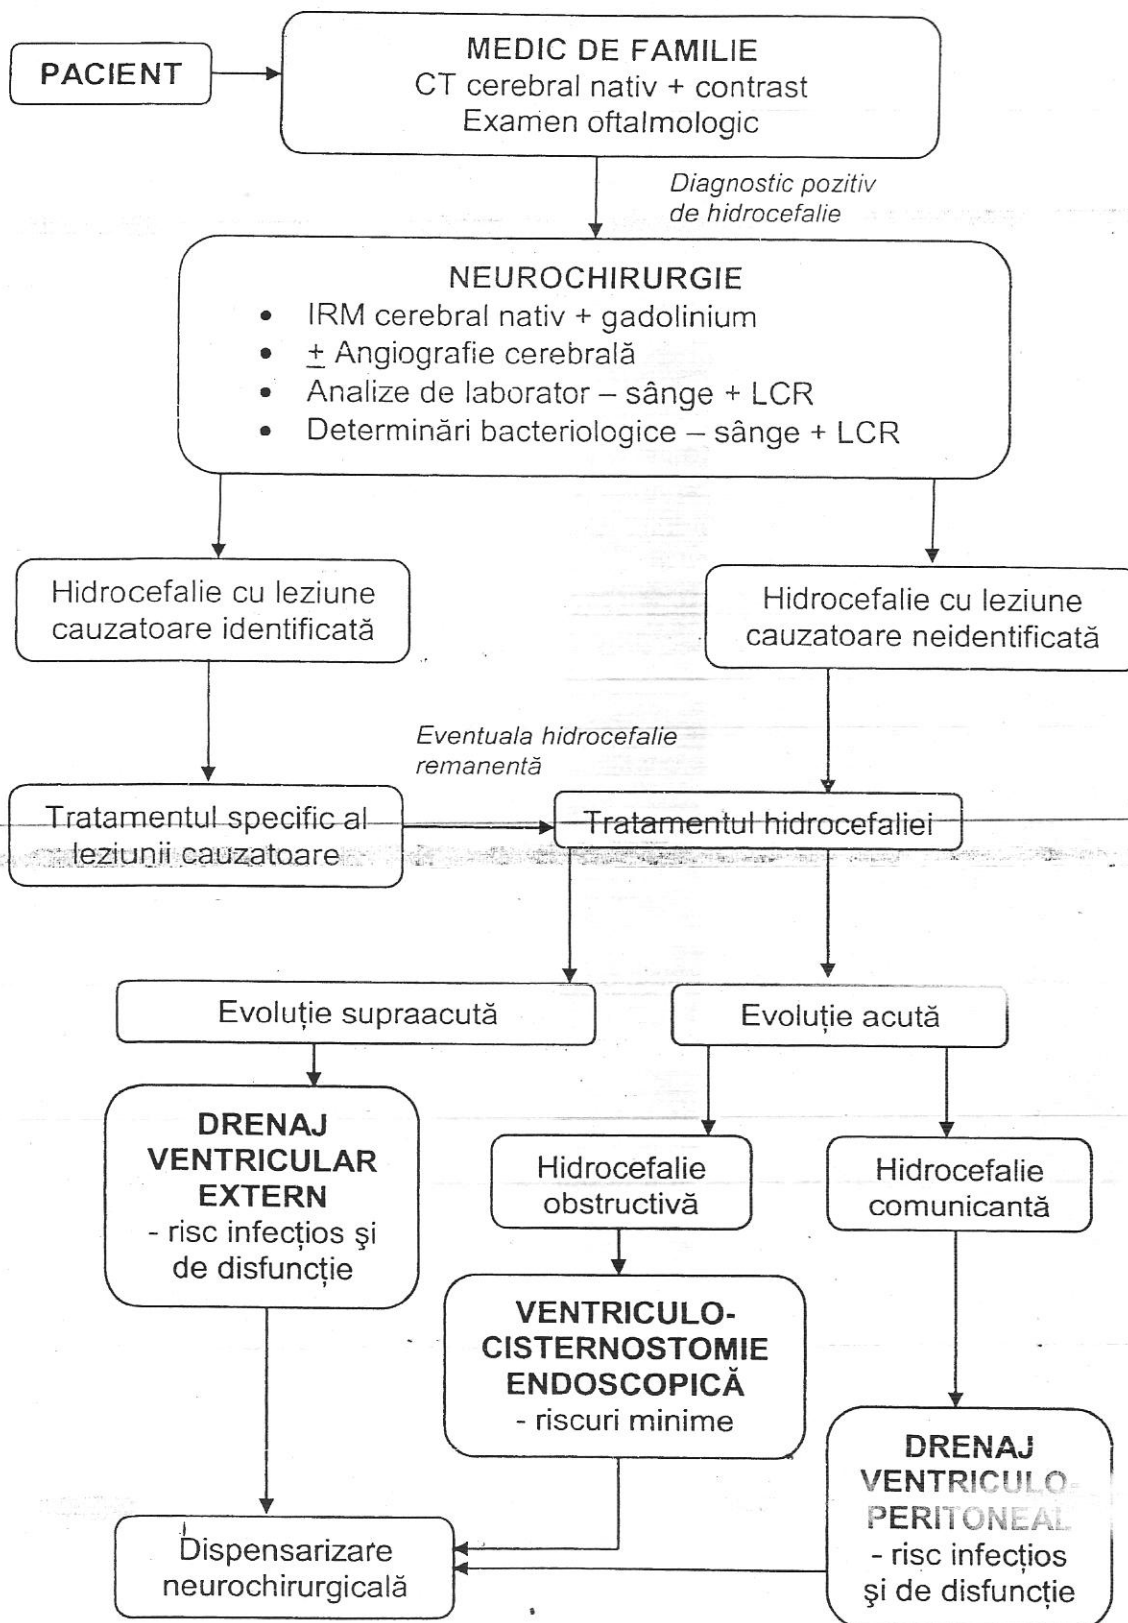 PACIENT
MEDIC DE FAMILIE
CT cerebral nativ + contrast
Examen oftalmologic
Diagnostic pozitiv
de hidrocefalie
NEUROCHIRURGIE
• IRM cerebral nativ + gadolinium
• ± Angiografie cerebrală
• Analize de laborator – sânge + LCR
• Determinări bacteriologice – sânge + LCR
Hidrocefalie cu leziune
cauzatoare identificată
Hidrocefalie cu leziune
cauzatoare neidentificată
Eventuala hidrocefalie
remanentă
Tratamentul specific al
leziunii cauzatoare
Tratamentul hidrocefaliei
Evoluție supraacută
Evoluție acută
DRENAJ
VENTRICULAR
EXTERN
- risc infecțios şi
de disfuncție
Hidrocefalie
obstructivă
Hidrocefalie
comunicantă
VENTRICULO-
CISTERNOSTOMIE
ENDOSCOPICĂ
- riscuri minime
DRENAJ
VENTRICULO-
PERITONEAL
- risc infecțios
şi de disfuncție
Dispensarizare
neurochirurgicală